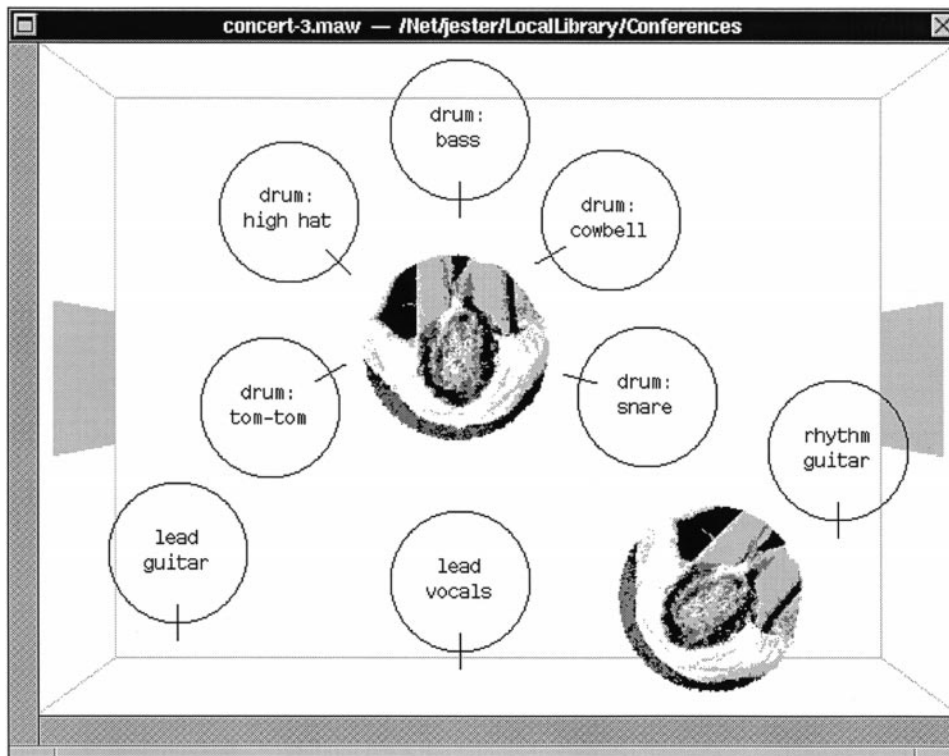 concert-3.maw — /Net/jester/LocalLibrary/Conferences
drum:
bass
drum:
high hat
drum:
cowbell
drum:
tom-tom
drum:
snare
rhythm
guitar
lead
guitar
lead
vocals